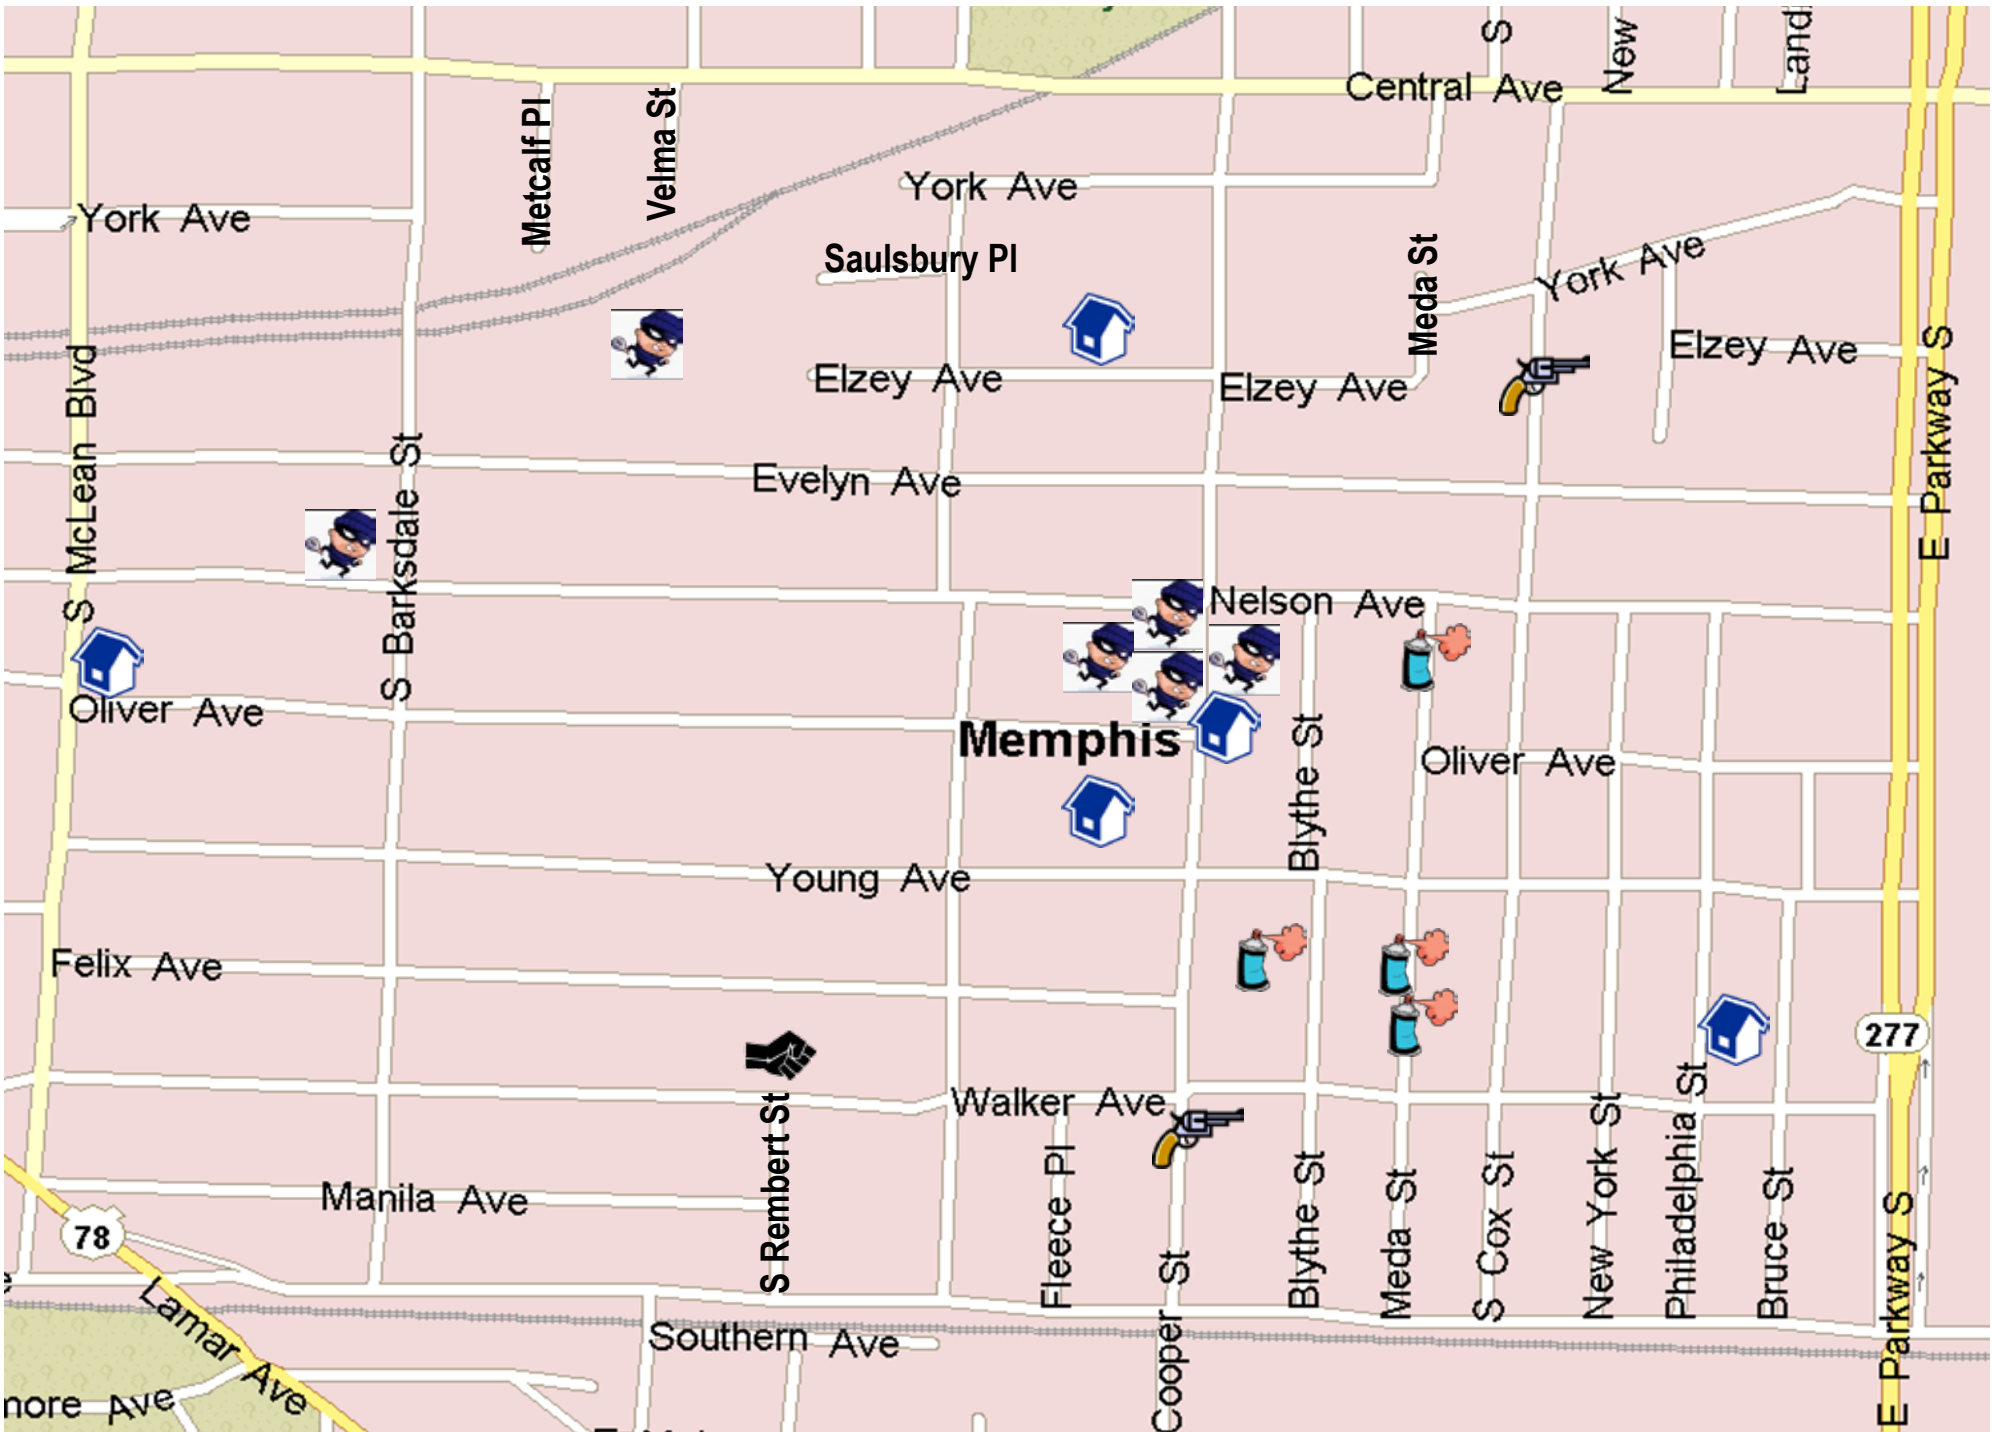 S
New
Land
Central Ave
Metcalf Pl
Velma St
York Ave
York Ave
Saulsbury Pl
Meda St
York Ave
Elzey Ave
Elzey Ave
Elzey Ave
E Parkway S
S McLean Blvd
S Barksdale St
Evelyn Ave
Nelson Ave
Oliver Ave
Memphis
Blythe St
Oliver Ave
Young Ave
Felix Ave
277
Walker Ave
S Rembert St
Manila Ave
78
Fleece Pl
Cooper St
Blythe St
Meda St
S Cox St
New York St
Philadelphia St
Bruce St
E Parkway S
Lamar Ave
Southern Ave
more Ave